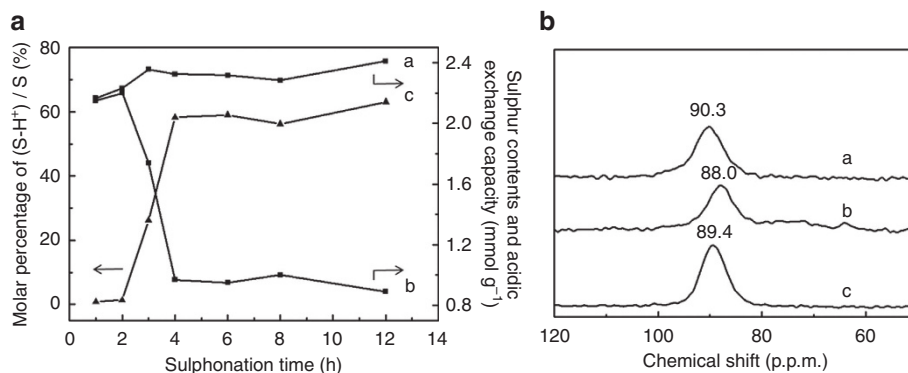 a
Molar percentage of (S-H⁺) / S (%)
80
60
40
20
0
0 2 4 6 8 10 12 14
Sulphonation time (h)
2.4
2.0
1.6
1.2
1.0
0.8
Sulphur contents and acidic
exchange capacity (mmol g⁻¹)
a
c
b
b
90.3
a
88.0
b
89.4
c
120 100 80 60
Chemical shift (p.p.m.)